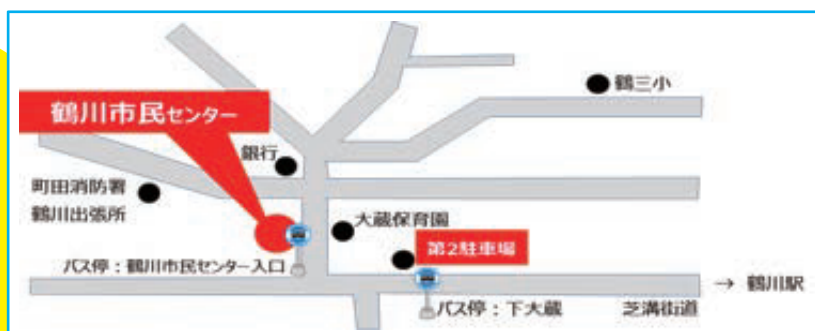 鶴三小
鶴川市民センター
銀行
町田消防署
鶴川出張所
大蔵保育園
第2駐車場
バス停:鶴川市民センター入口
→ 鶴川駅
バス停:下大蔵
芝溝街道